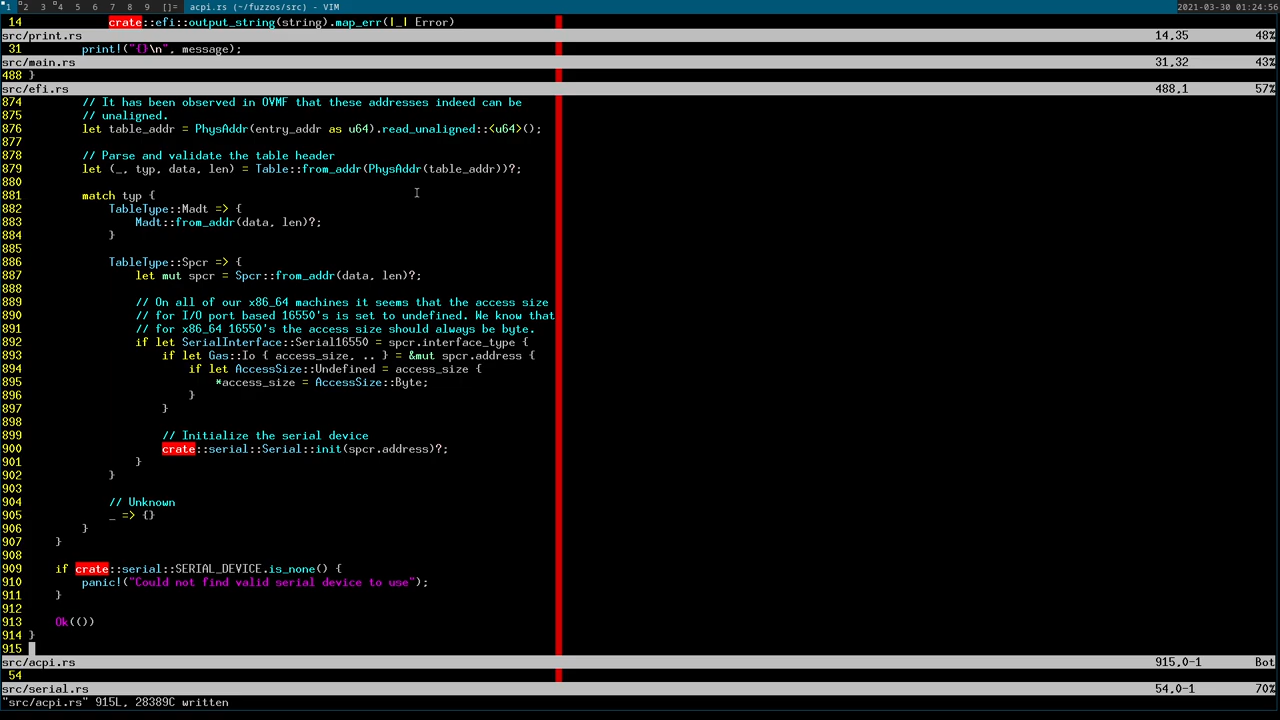 1 2 3 4 5 6 7 8 9 []= acpi.rs (~/fuzzos/src) - VIM 2021-03-30 01:24:56
14             crate::efi::output_string(string).map_err(|_| Error)
src/print.rs 14,35 48%
31         print!("{}\n", message);
src/main.rs 31,32 43%
488 }
src/efi.rs 488,1 57%
874         // It has been observed in OVMF that these addresses indeed can be
875         // unaligned.
876         let table_addr = PhysAddr(entry_addr as u64).read_unaligned::<u64>();
877
878         // Parse and validate the table header
879         let (_, typ, data, len) = Table::from_addr(PhysAddr(table_addr))?;
880
881         match typ {
882             TableType::Madt => {
883                 Madt::from_addr(data, len)?;
884             }
885
886             TableType::Spcr => {
887                 let mut spcr = Spcr::from_addr(data, len)?;
888
889                 // On all of our x86_64 machines it seems that the access size
890                 // for I/O port based 16550's is set to undefined. We know that
891                 // for x86_64 16550's the access size should always be byte.
892                 if let SerialInterface::Serial16550 = spcr.interface_type {
893                     if let Gas::Io { access_size, .. } = &mut spcr.address {
894                         if let AccessSize::Undefined = access_size {
895                             *access_size = AccessSize::Byte;
896                         }
897                     }
898
899                     // Initialize the serial device
900                     crate::serial::Serial::init(spcr.address)?;
901                 }
902             }
903
904             // Unknown
905             _ => {}
906         }
907     }
908
909     if crate::serial::SERIAL_DEVICE.is_none() {
910         panic!("Could not find valid serial device to use");
911     }
912
913     Ok(())
914 }
915
src/acpi.rs 915,0-1 Bot
54
src/serial.rs 54,0-1 70%
"src/acpi.rs" 915L, 28389C written